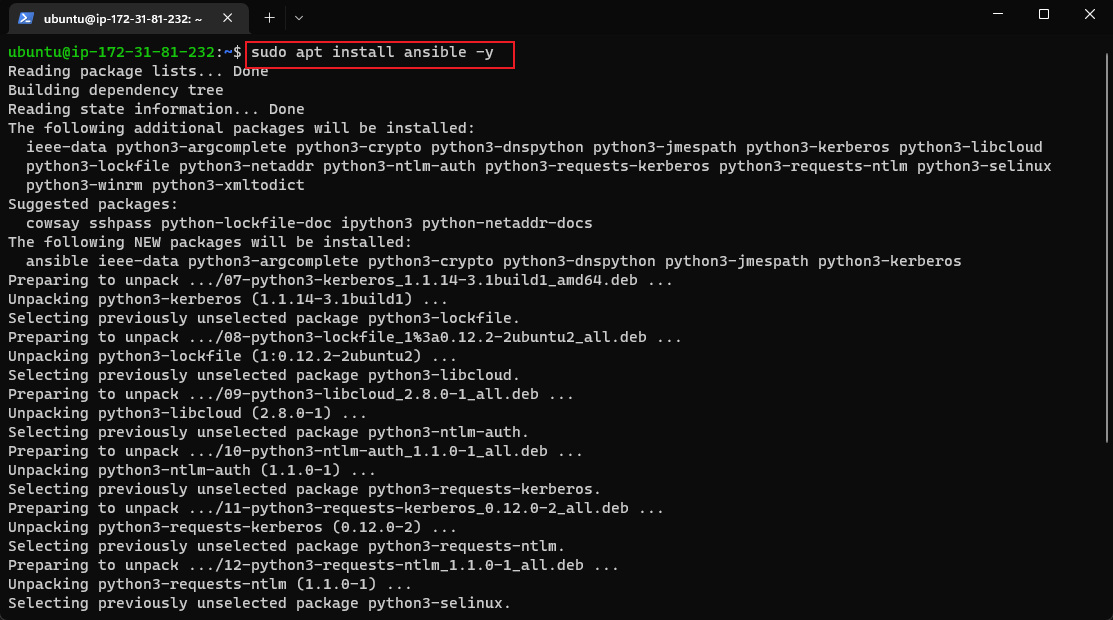 ubuntu@ip-172-31-81-232: ~
ubuntu@ip-172-31-81-232:~$ sudo apt install ansible -y
Reading package lists... Done
Building dependency tree
Reading state information... Done
The following additional packages will be installed:
  ieee-data python3-argcomplete python3-crypto python3-dnspython python3-jmespath python3-kerberos python3-libcloud
  python3-lockfile python3-netaddr python3-ntlm-auth python3-requests-kerberos python3-requests-ntlm python3-selinux
  python3-winrm python3-xmltodict
Suggested packages:
  cowsay sshpass python-lockfile-doc ipython3 python-netaddr-docs
The following NEW packages will be installed:
  ansible ieee-data python3-argcomplete python3-crypto python3-dnspython python3-jmespath python3-kerberos
Preparing to unpack .../07-python3-kerberos_1.1.14-3.1build1_amd64.deb ...
Unpacking python3-kerberos (1.1.14-3.1build1) ...
Selecting previously unselected package python3-lockfile.
Preparing to unpack .../08-python3-lockfile_1%3a0.12.2-2ubuntu2_all.deb ...
Unpacking python3-lockfile (1:0.12.2-2ubuntu2) ...
Selecting previously unselected package python3-libcloud.
Preparing to unpack .../09-python3-libcloud_2.8.0-1_all.deb ...
Unpacking python3-libcloud (2.8.0-1) ...
Selecting previously unselected package python3-ntlm-auth.
Preparing to unpack .../10-python3-ntlm-auth_1.1.0-1_all.deb ...
Unpacking python3-ntlm-auth (1.1.0-1) ...
Selecting previously unselected package python3-requests-kerberos.
Preparing to unpack .../11-python3-requests-kerberos_0.12.0-2_all.deb ...
Unpacking python3-requests-kerberos (0.12.0-2) ...
Selecting previously unselected package python3-requests-ntlm.
Preparing to unpack .../12-python3-requests-ntlm_1.1.0-1_all.deb ...
Unpacking python3-requests-ntlm (1.1.0-1) ...
Selecting previously unselected package python3-selinux.